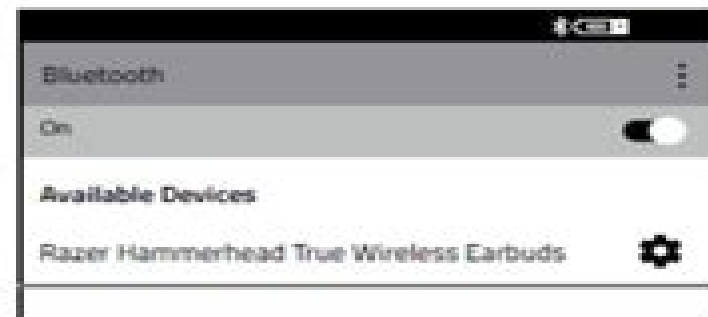 Bluetooth
On
Available Devices
Razer Hammerhead True Wireless Earbuds